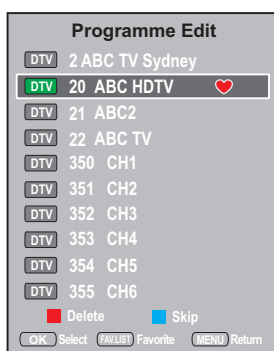 Programme Edit
DTV 2 ABC TV Sydney
DTV 20 ABC HDTV
DTV 21 ABC2
DTV 22 ABC TV
DTV 350 CH1
DTV 351 CH2
DTV 352 CH3
DTV 353 CH4
DTV 354 CH5
DTV 355 CH6
Delete Skip
OK Select FAV.LIST Favorite MENU Return